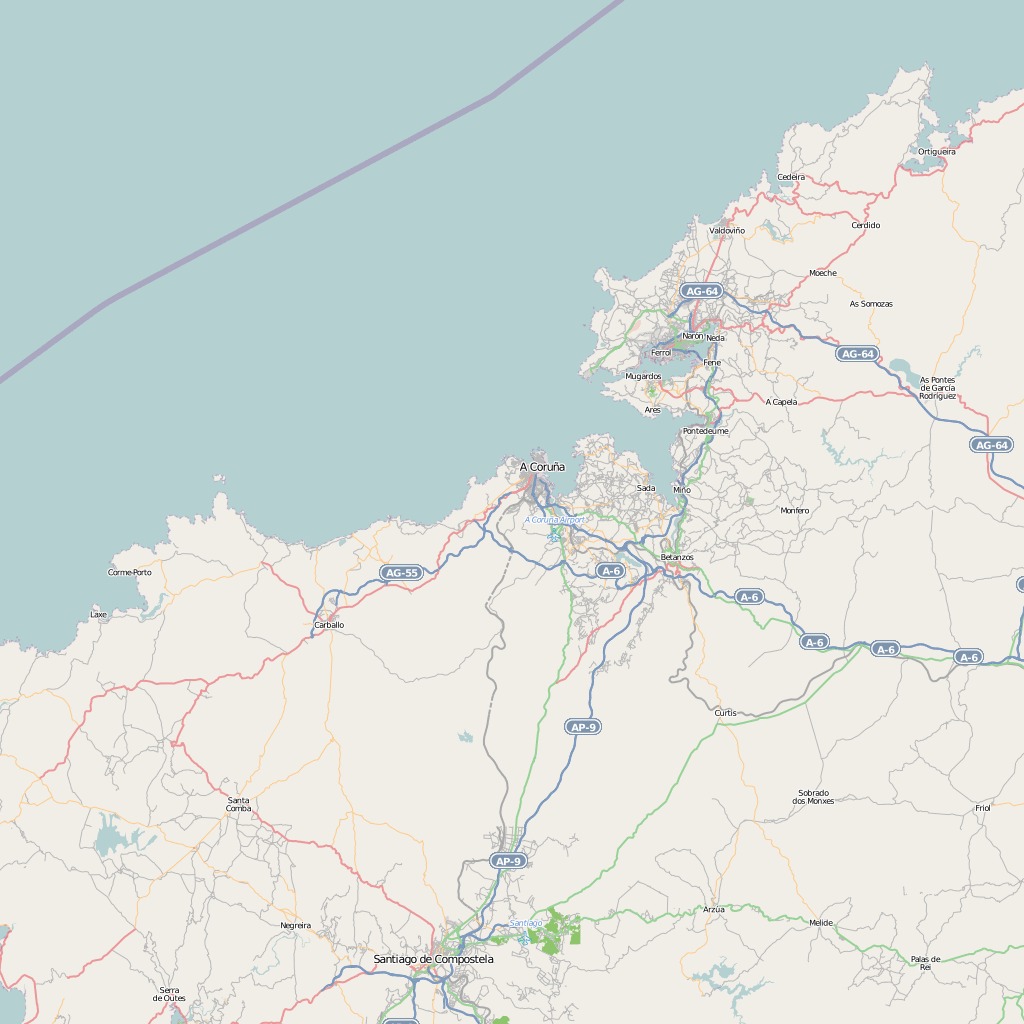 Ortigueira
Cedeira
Cerdido
Valdoviño
Moeche
AG-64
As Somozas
Narón
Neda
Ferrol
AG-64
Fene
Mugardos
As Pontes
de García
Rodríguez
Ares
A Capela
Pontedeume
AG-64
A Coruña
Sada
Miño
Monfero
A Coruña Airport
Betanzos
Corme-Porto
AG-55
A-6
A-6
Laxe
Carballo
A-6
A-6
A-6
Curtis
AP-9
Santa
Comba
Sobrado
dos Monxes
Friol
AP-9
Arzúa
Negreira
Santiago
Melide
Santiago de Compostela
Palas de
Rei
Serra
de Outes